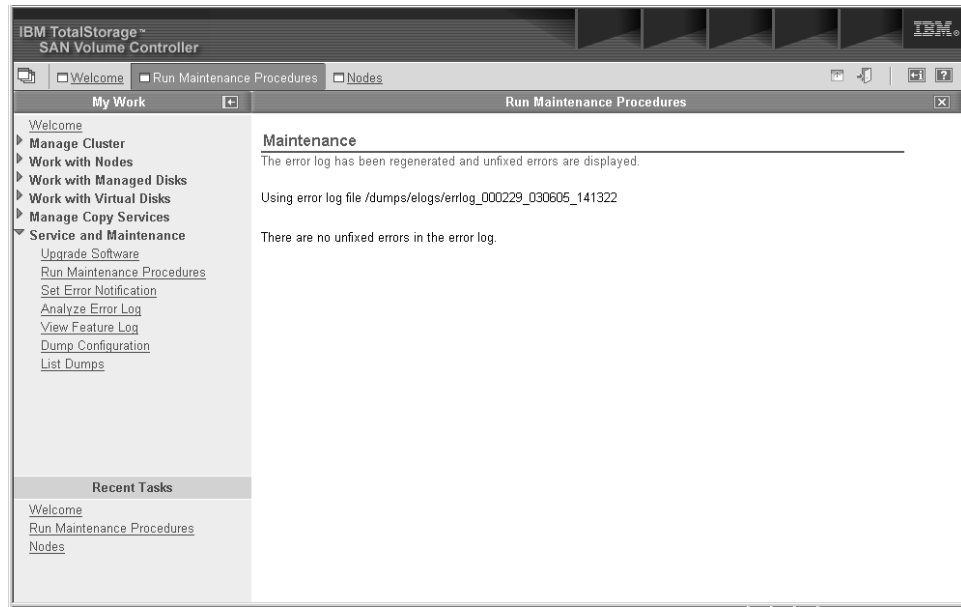 IBM TotalStorage™
SAN Volume Controller
IBM®
Welcome
Run Maintenance Procedures
Nodes
?
My Work
Run Maintenance Procedures
Welcome
Manage Cluster
Work with Nodes
Work with Managed Disks
Work with Virtual Disks
Manage Copy Services
Service and Maintenance
Upgrade Software
Run Maintenance Procedures
Set Error Notification
Analyze Error Log
View Feature Log
Dump Configuration
List Dumps
Maintenance
The error log has been regenerated and unfixed errors are displayed.
Using error log file /dumps/elogs/errlog_000229_030605_141322
There are no unfixed errors in the error log.
Recent Tasks
Welcome
Run Maintenance Procedures
Nodes